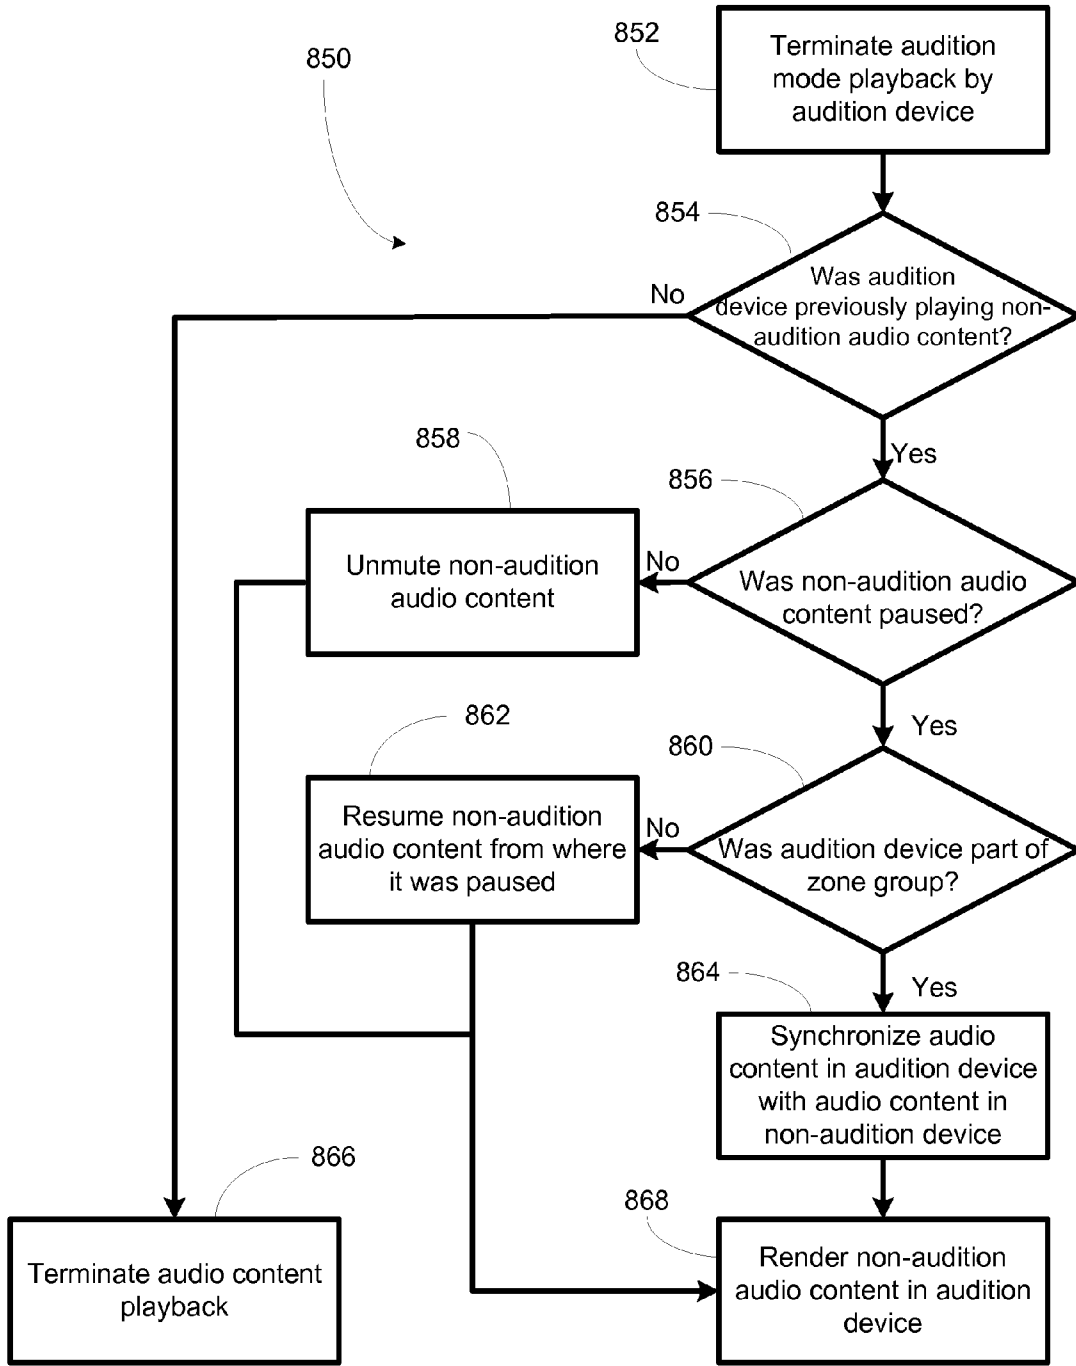 852
Terminate audition
mode playback by
audition device
850
854
Was audition
device previously playing non-
audition audio content?
No
Yes
858
856
Unmute non-audition
audio content
No
Was non-audition audio
content paused?
Yes
862
860
Resume non-audition
audio content from where
it was paused
No
Was audition device part of
zone group?
Yes
864
Synchronize audio
content in audition device
with audio content in
non-audition device
866
868
Terminate audio content
playback
Render non-audition
audio content in audition
device